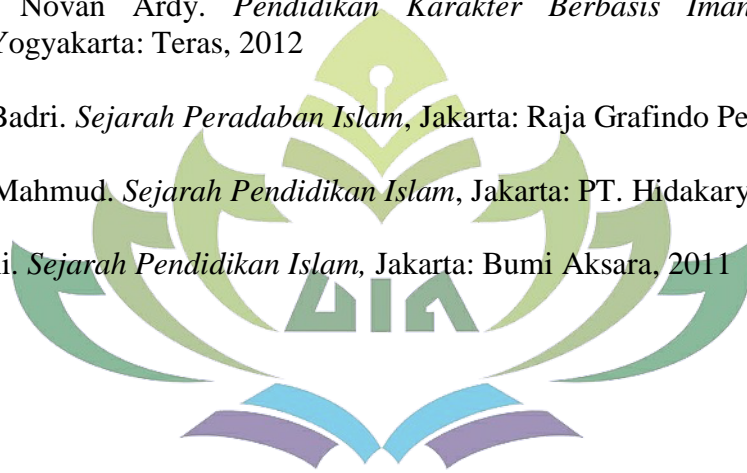 Novan Ardy. Pendidikan Karakter Berbasis Iman
Yogyakarta: Teras, 2012
Badri. Sejarah Peradaban Islam, Jakarta: Raja Grafindo Pe
Mahmud. Sejarah Pendidikan Islam, Jakarta: PT. Hidakary
i. Sejarah Pendidikan Islam, Jakarta: Bumi Aksara, 2011
UIN